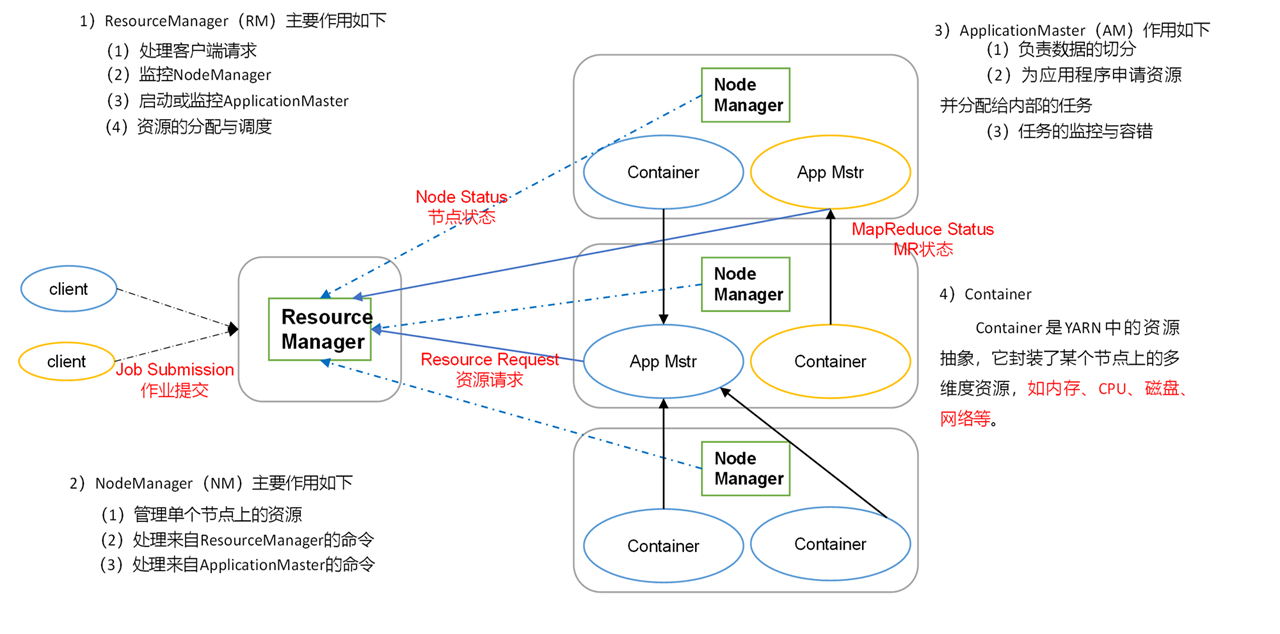 1）ResourceManager（RM）主要作用如下
（1）处理客户端请求
（2）监控NodeManager
（3）启动或监控ApplicationMaster
（4）资源的分配与调度
3）ApplicationMaster（AM）作用如下
（1）负责数据的切分
（2）为应用程序申请资源
并分配给内部的任务
（3）任务的监控与容错
Node
Manager
Container
App Mstr
Node Status
节点状态
MapReduce Status
MR状态
client
client
Job Submission
作业提交
Resource
Manager
Resource Request
资源请求
Node
Manager
App Mstr
Container
4）Container
Container是YARN中的资源
抽象，它封装了某个节点上的多
维度资源，如内存、CPU、磁盘、
网络等。
2）NodeManager（NM）主要作用如下
（1）管理单个节点上的资源
（2）处理来自ResourceManager的命令
（3）处理来自ApplicationMaster的命令
Node
Manager
Container
Container